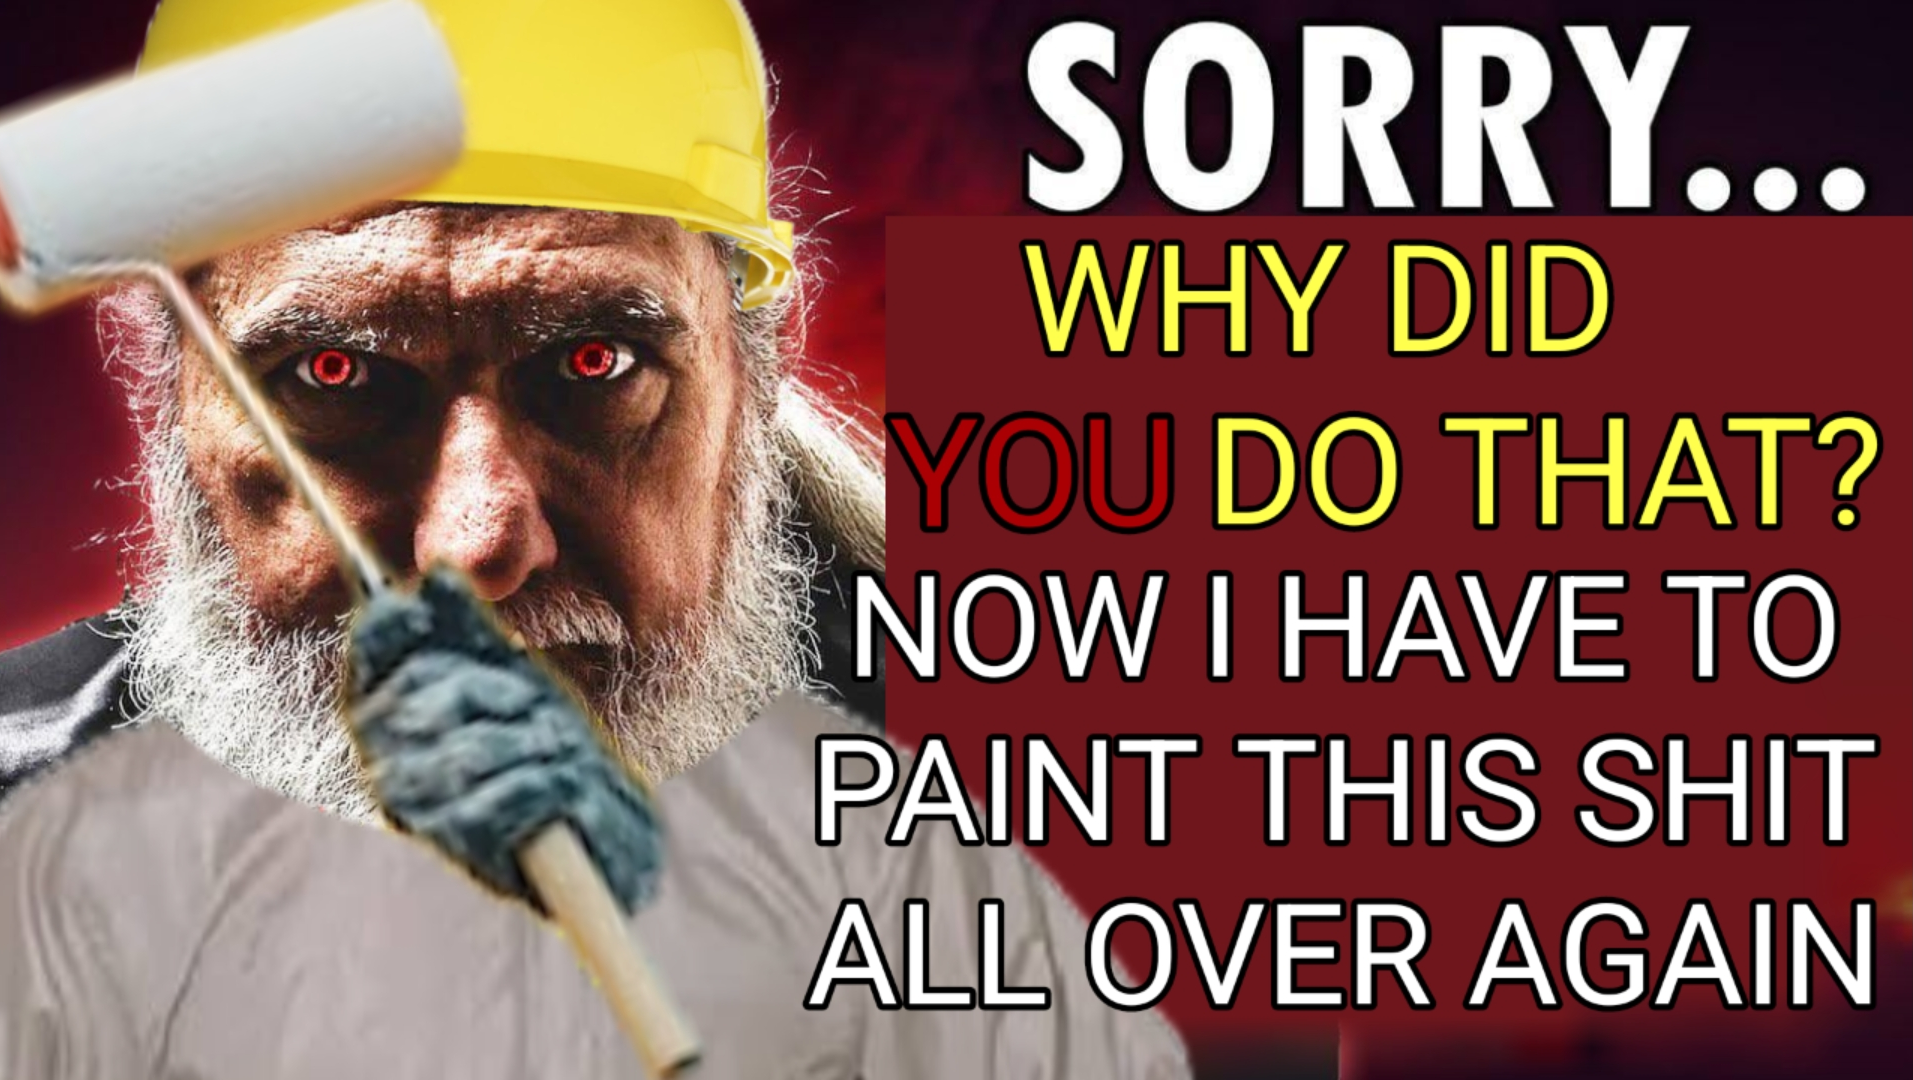 SORRY...
WHY DID
YOU DO THAT?
NOW I HAVE TO
PAINT THIS SHIT
ALL OVER AGAIN